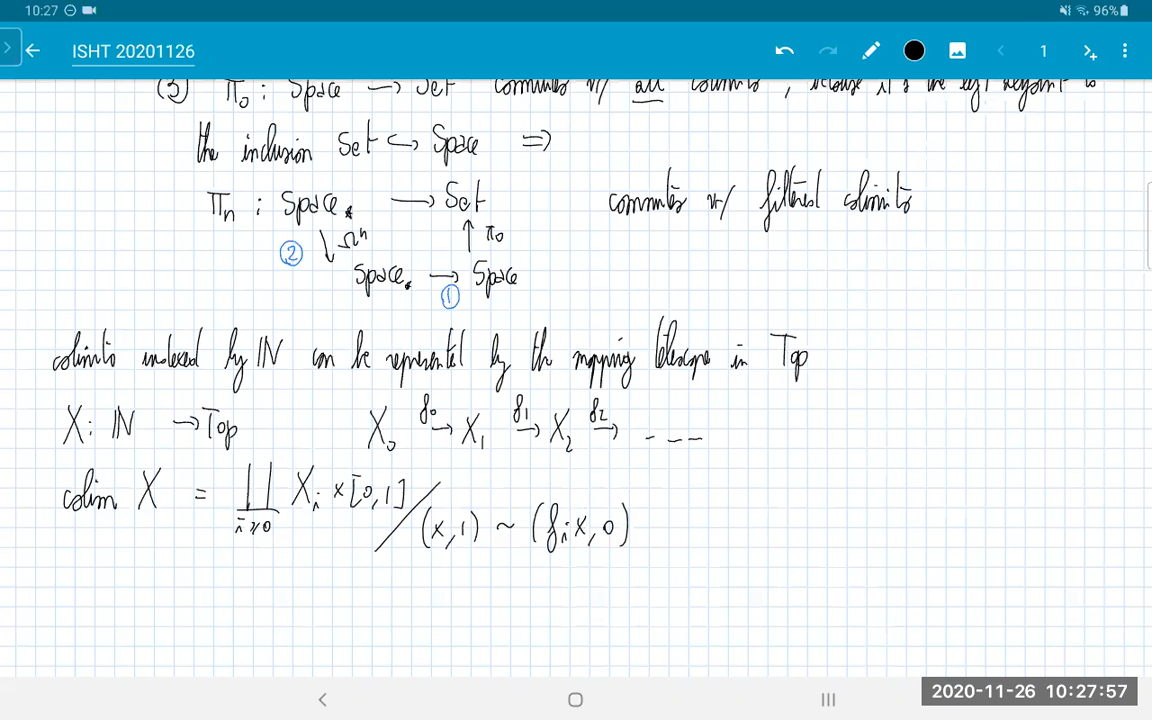 10:27 96%
ISHT 20201126 1
(3) π₀ : Space → Set commutes w/ all colimits, because it's the left adjoint to
the inclusion Set ↪ Space ⇒
πₙ : Space⁎ → Set commutes w/ filtered colimits
② ↓ Ωⁿ ↑ π₀
Space⁎ → Space
①
colimits indexed by ℕ can be represented by the mapping telescope in Top
X : ℕ → Top X₀ →f₀ X₁ →f₁ X₂ →f₂ ----
colim X = ∐ i≥0 Xᵢ × [0,1] / (x,1) ~ (fᵢx, 0)
2020-11-26 10:27:57